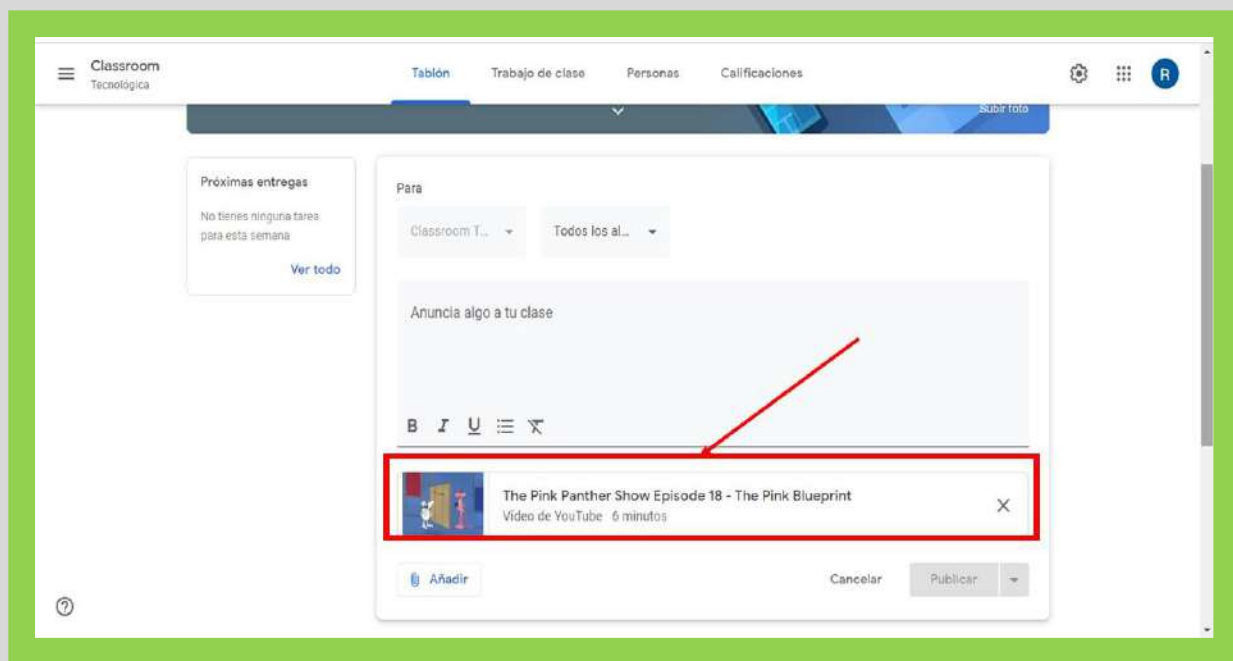 Classroom
Tecnológica
Tablón Trabajo de clase Personas Calificaciones
R
Subir foto
Próximas entregas
No tienes ninguna tarea
para esta semana
Ver todo
Para
Classroom T... Todos los al...
Anuncia algo a tu clase
B I U
The Pink Panther Show Episode 18 - The Pink Blueprint
Vídeo de YouTube 6 minutos
Añadir Cancelar Publicar